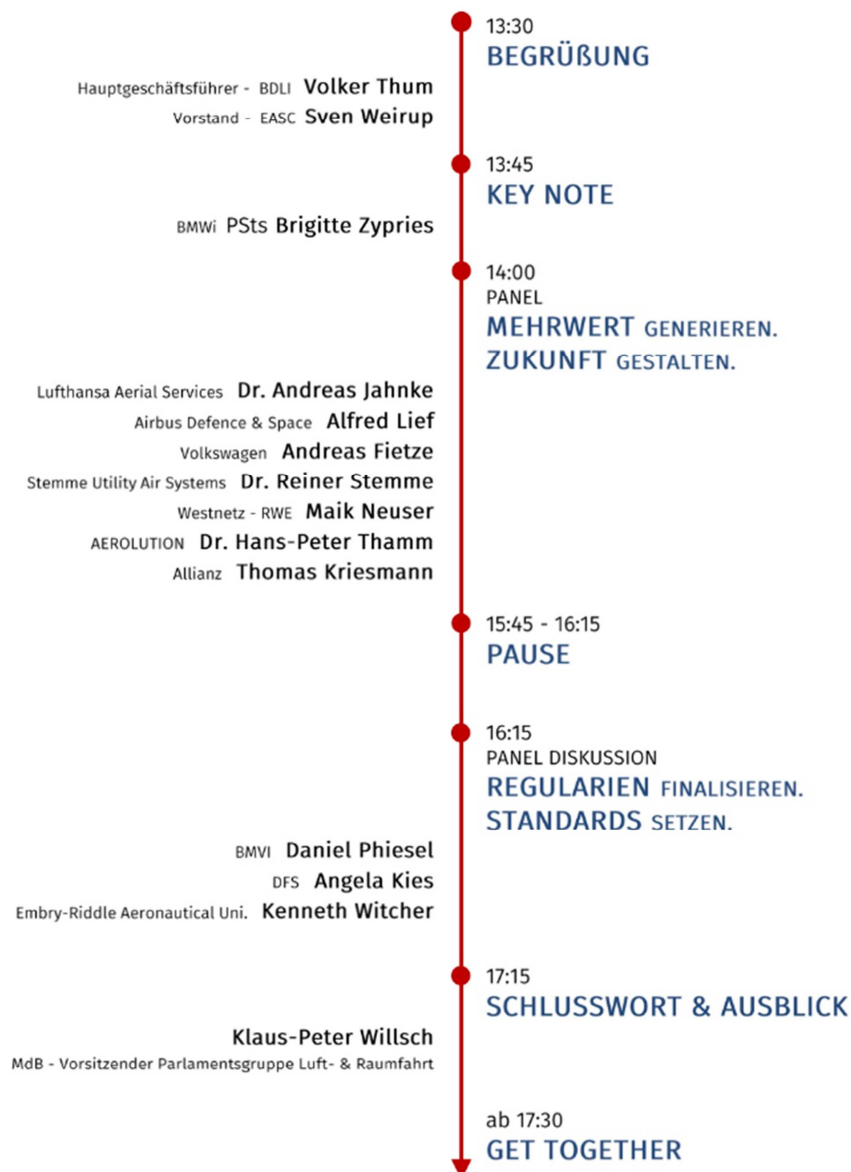 13:30
BEGRÜßUNG
Hauptgeschäftsführer - BDLI Volker Thum
Vorstand - EASC Sven Weirup
13:45
KEY NOTE
BMWi PSts Brigitte Zypries
14:00
PANEL
MEHRWERT GENERIEREN.
ZUKUNFT GESTALTEN.
Lufthansa Aerial Services Dr. Andreas Jahnke
Airbus Defence & Space Alfred Lief
Volkswagen Andreas Fietze
Stemme Utility Air Systems Dr. Reiner Stemme
Westnetz - RWE Maik Neuser
AEROLUTION Dr. Hans-Peter Thamm
Allianz Thomas Kriesmann
15:45 - 16:15
PAUSE
16:15
PANEL DISKUSSION
REGULARIEN FINALISIEREN.
STANDARDS SETZEN.
BMVI Daniel Phiesel
DFS Angela Kies
Embry-Riddle Aeronautical Uni. Kenneth Witcher
17:15
SCHLUSSWORT & AUSBLICK
Klaus-Peter Willsch
MdB - Vorsitzender Parlamentsgruppe Luft- & Raumfahrt
ab 17:30
GET TOGETHER